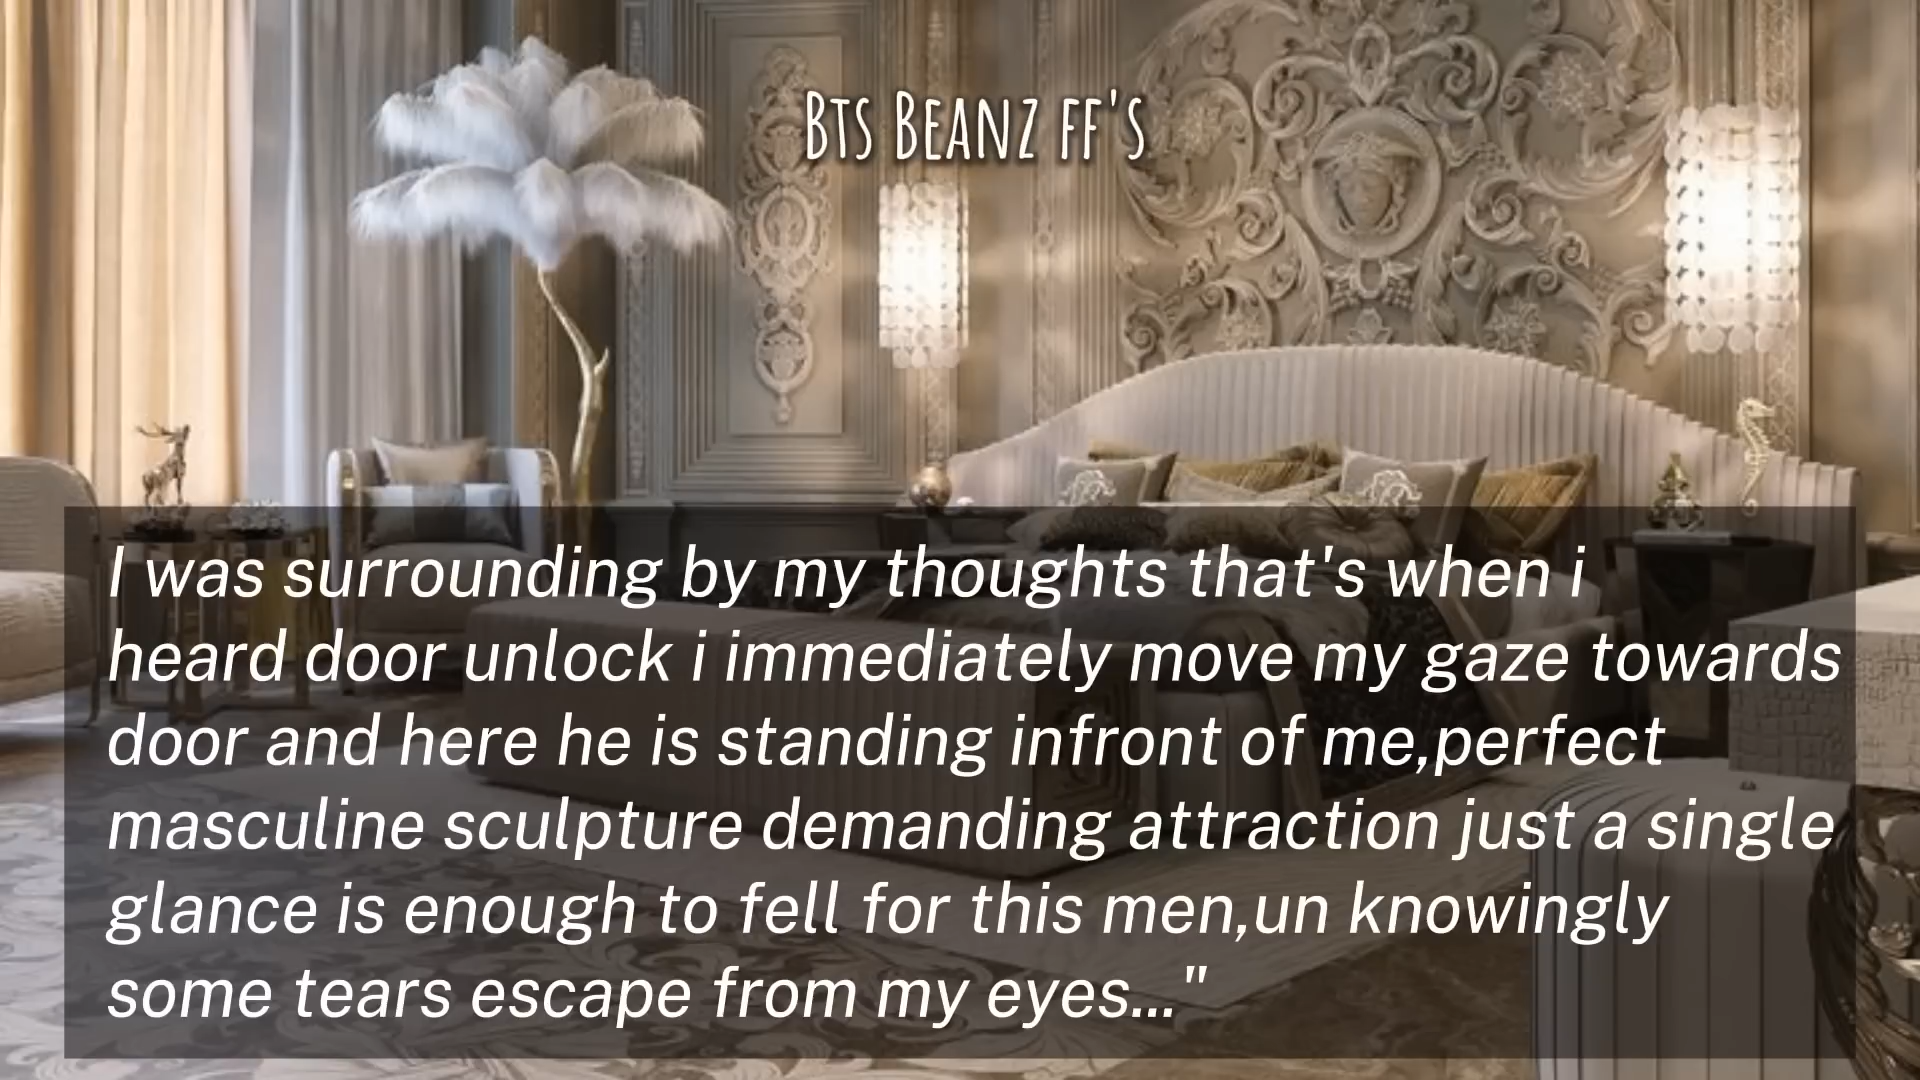 Bts Beanz ff's
I was surrounding by my thoughts that's when i
heard door unlock i immediately move my gaze towards
door and here he is standing infront of me,perfect
masculine sculpture demanding attraction just a single
glance is enough to fell for this men,un knowingly
some tears escape from my eyes..."